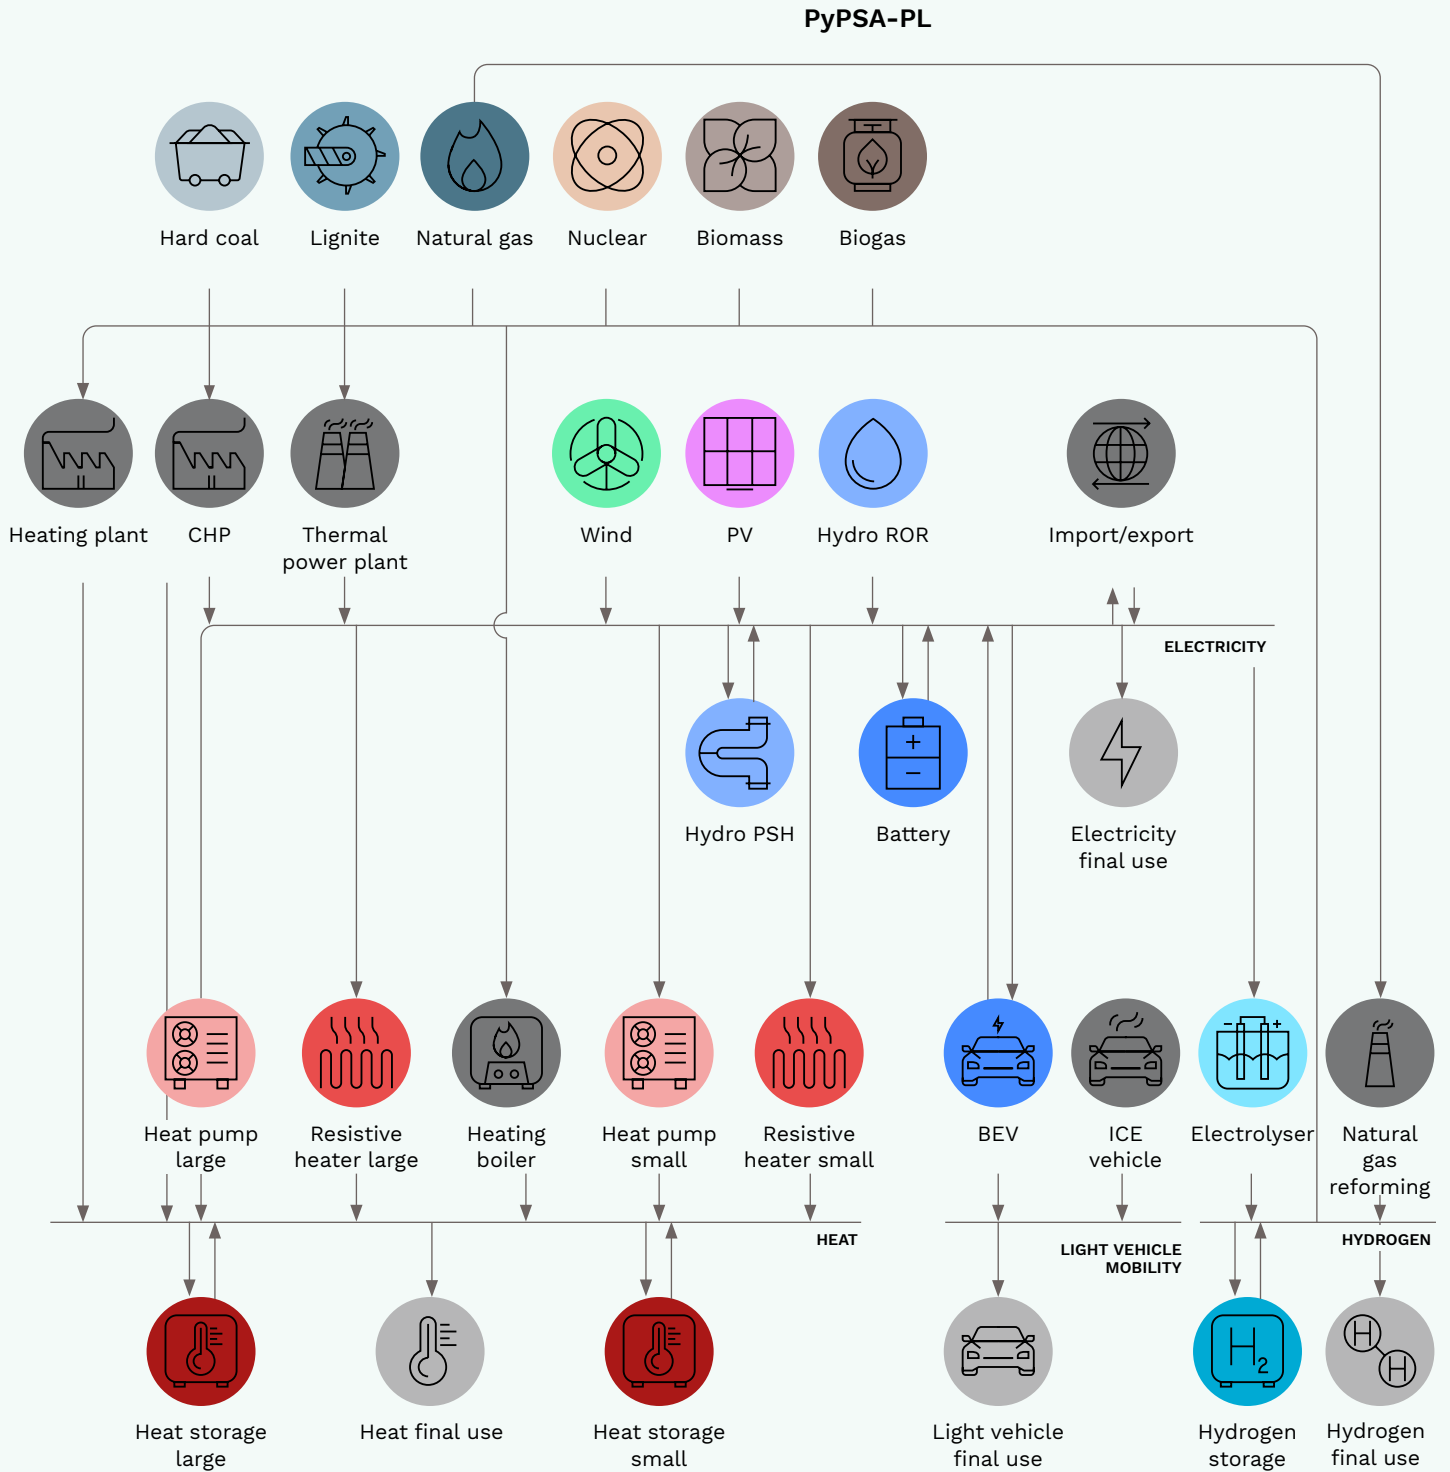 PyPSA-PL
Hard coal
Lignite
Natural gas
Nuclear
Biomass
Biogas
Heating plant
CHP
Thermal
power plant
Wind
PV
Hydro ROR
Import/export
ELECTRICITY
Hydro PSH
Battery
Electricity
final use
Heat pump
large
Resistive
heater large
Heating
boiler
Heat pump
small
Resistive
heater small
BEV
ICE
vehicle
Electrolyser
Natural
gas
reforming
HEAT
LIGHT VEHICLE
MOBILITY
HYDROGEN
H2
H
H
Heat storage
large
Heat final use
Heat storage
small
Light vehicle
final use
Hydrogen
storage
Hydrogen
final use